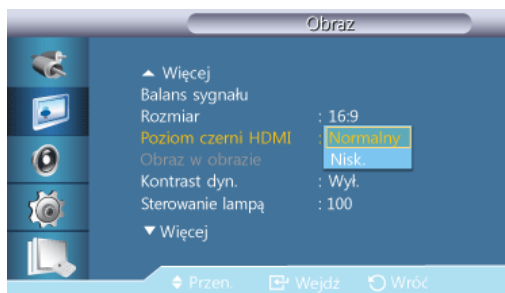 Obraz
▲ Więcej
Balans sygnału
Rozmiar : 16:9
Poziom czerni HDMI : Normalny
Obraz w obrazie Nisk.
Kontrast dyn. : Wył.
Sterowanie lampą : 100
▼ Więcej
Przen. Wejdź Wróć